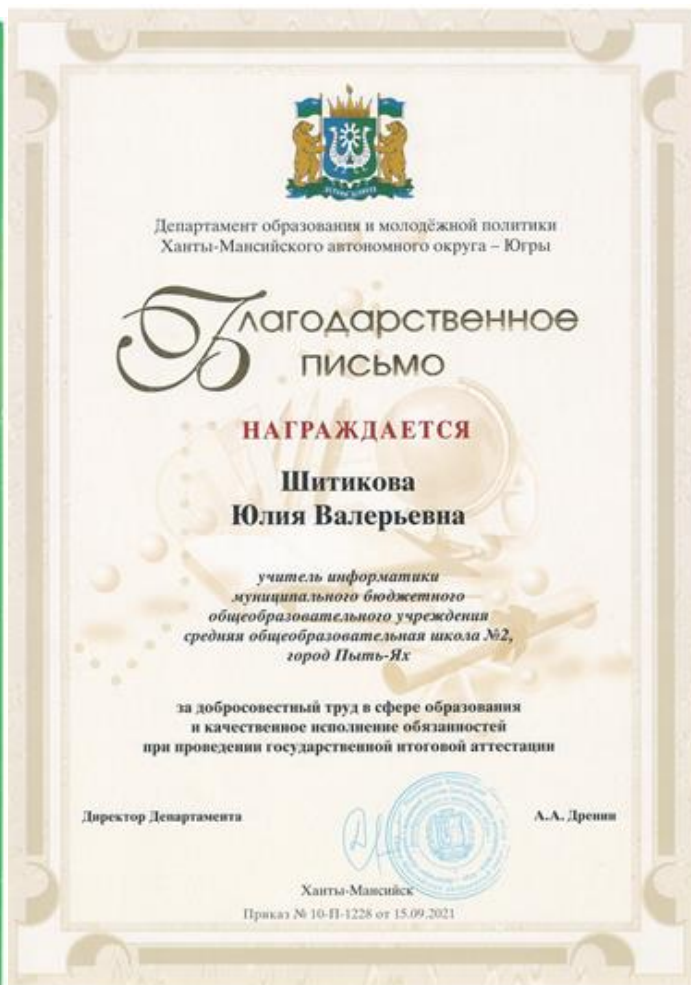 Департамент образования и молодёжной политики
Ханты-Мансийского автономного округа – Югры
Благодарственное
письмо
НАГРАЖДАЕТСЯ
Шитикова
Юлия Валерьевна
учитель информатики
муниципального бюджетного
общеобразовательного учреждения
средняя общеобразовательная школа №2,
город Пыть-Ях
за добросовестный труд в сфере образования
и качественное исполнение обязанностей
при проведении государственной итоговой аттестации
Директор Департамента А.А. Дренин
Ханты-Мансийск
Приказ № 10-П-1228 от 15.09.2021